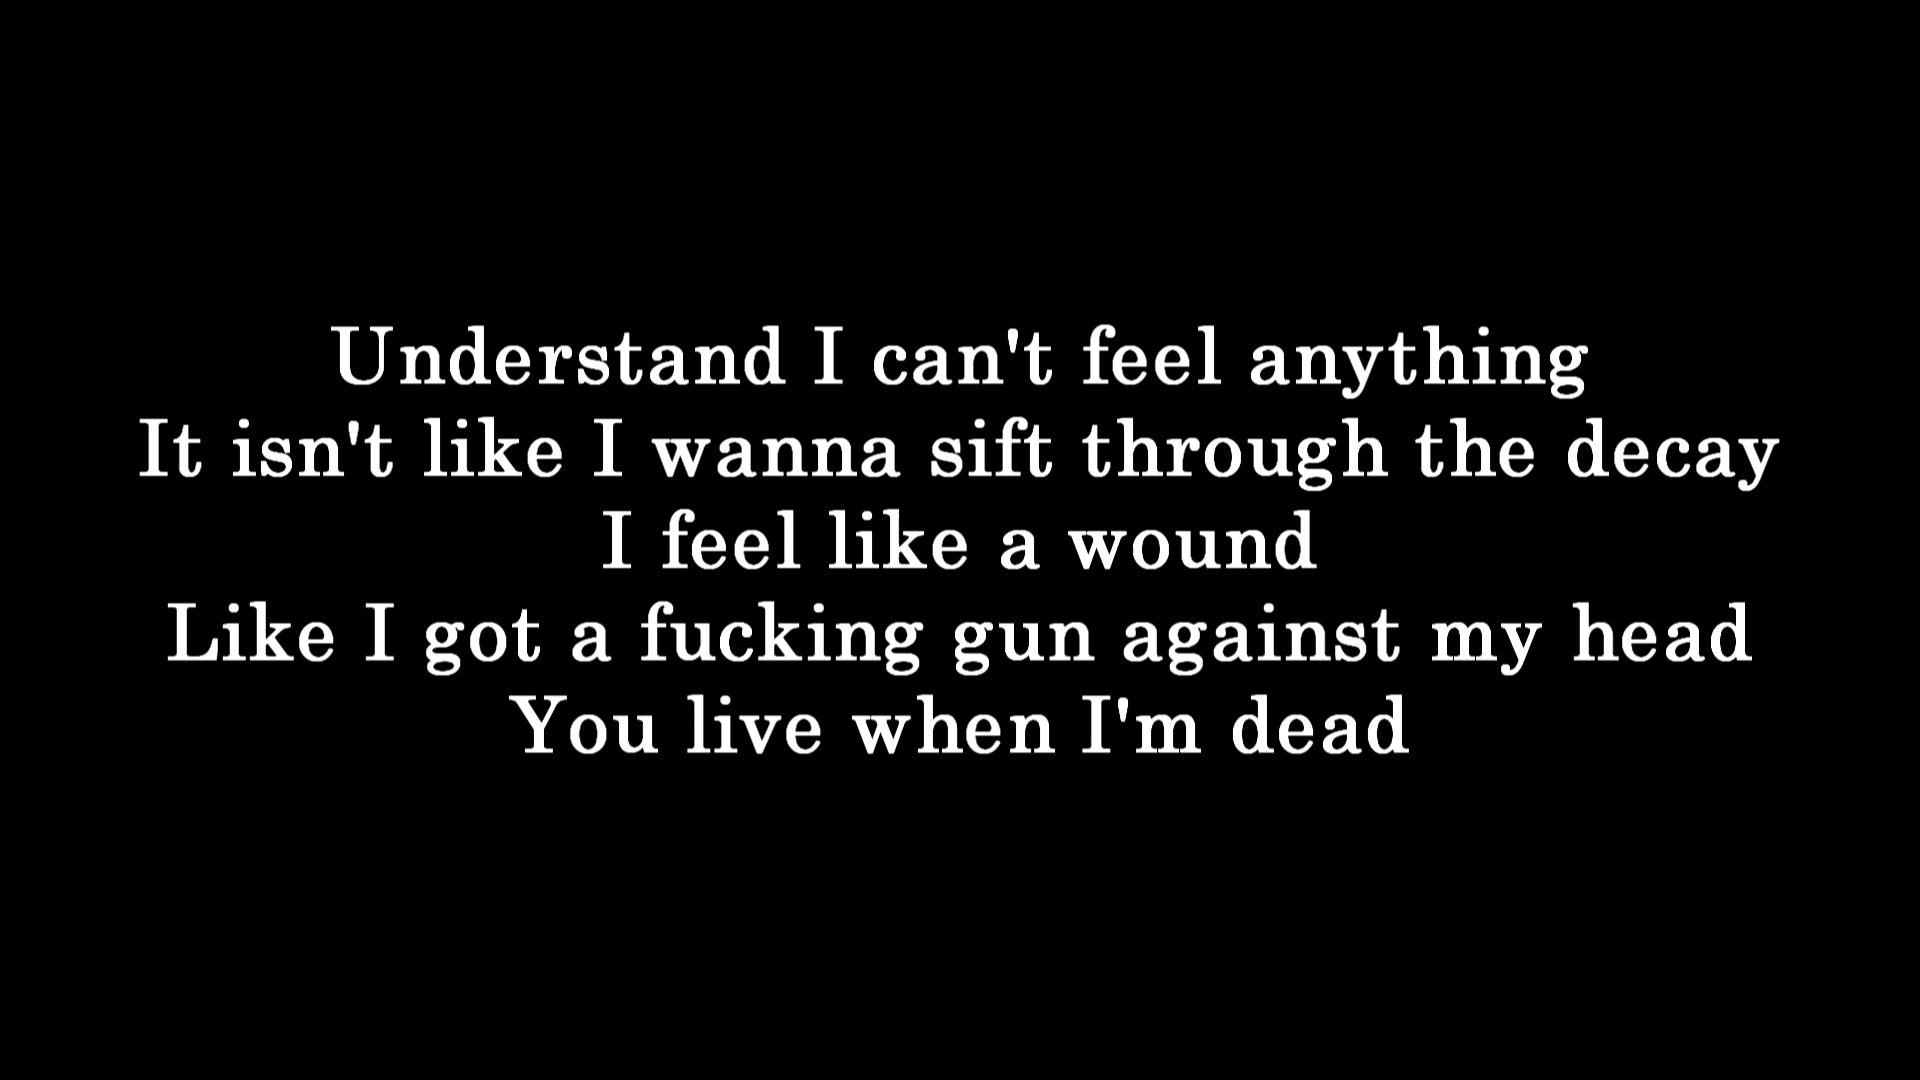 Understand I can't feel anything
It isn't like I wanna sift through the decay
I feel like a wound
Like I got a fucking gun against my head
You live when I'm dead